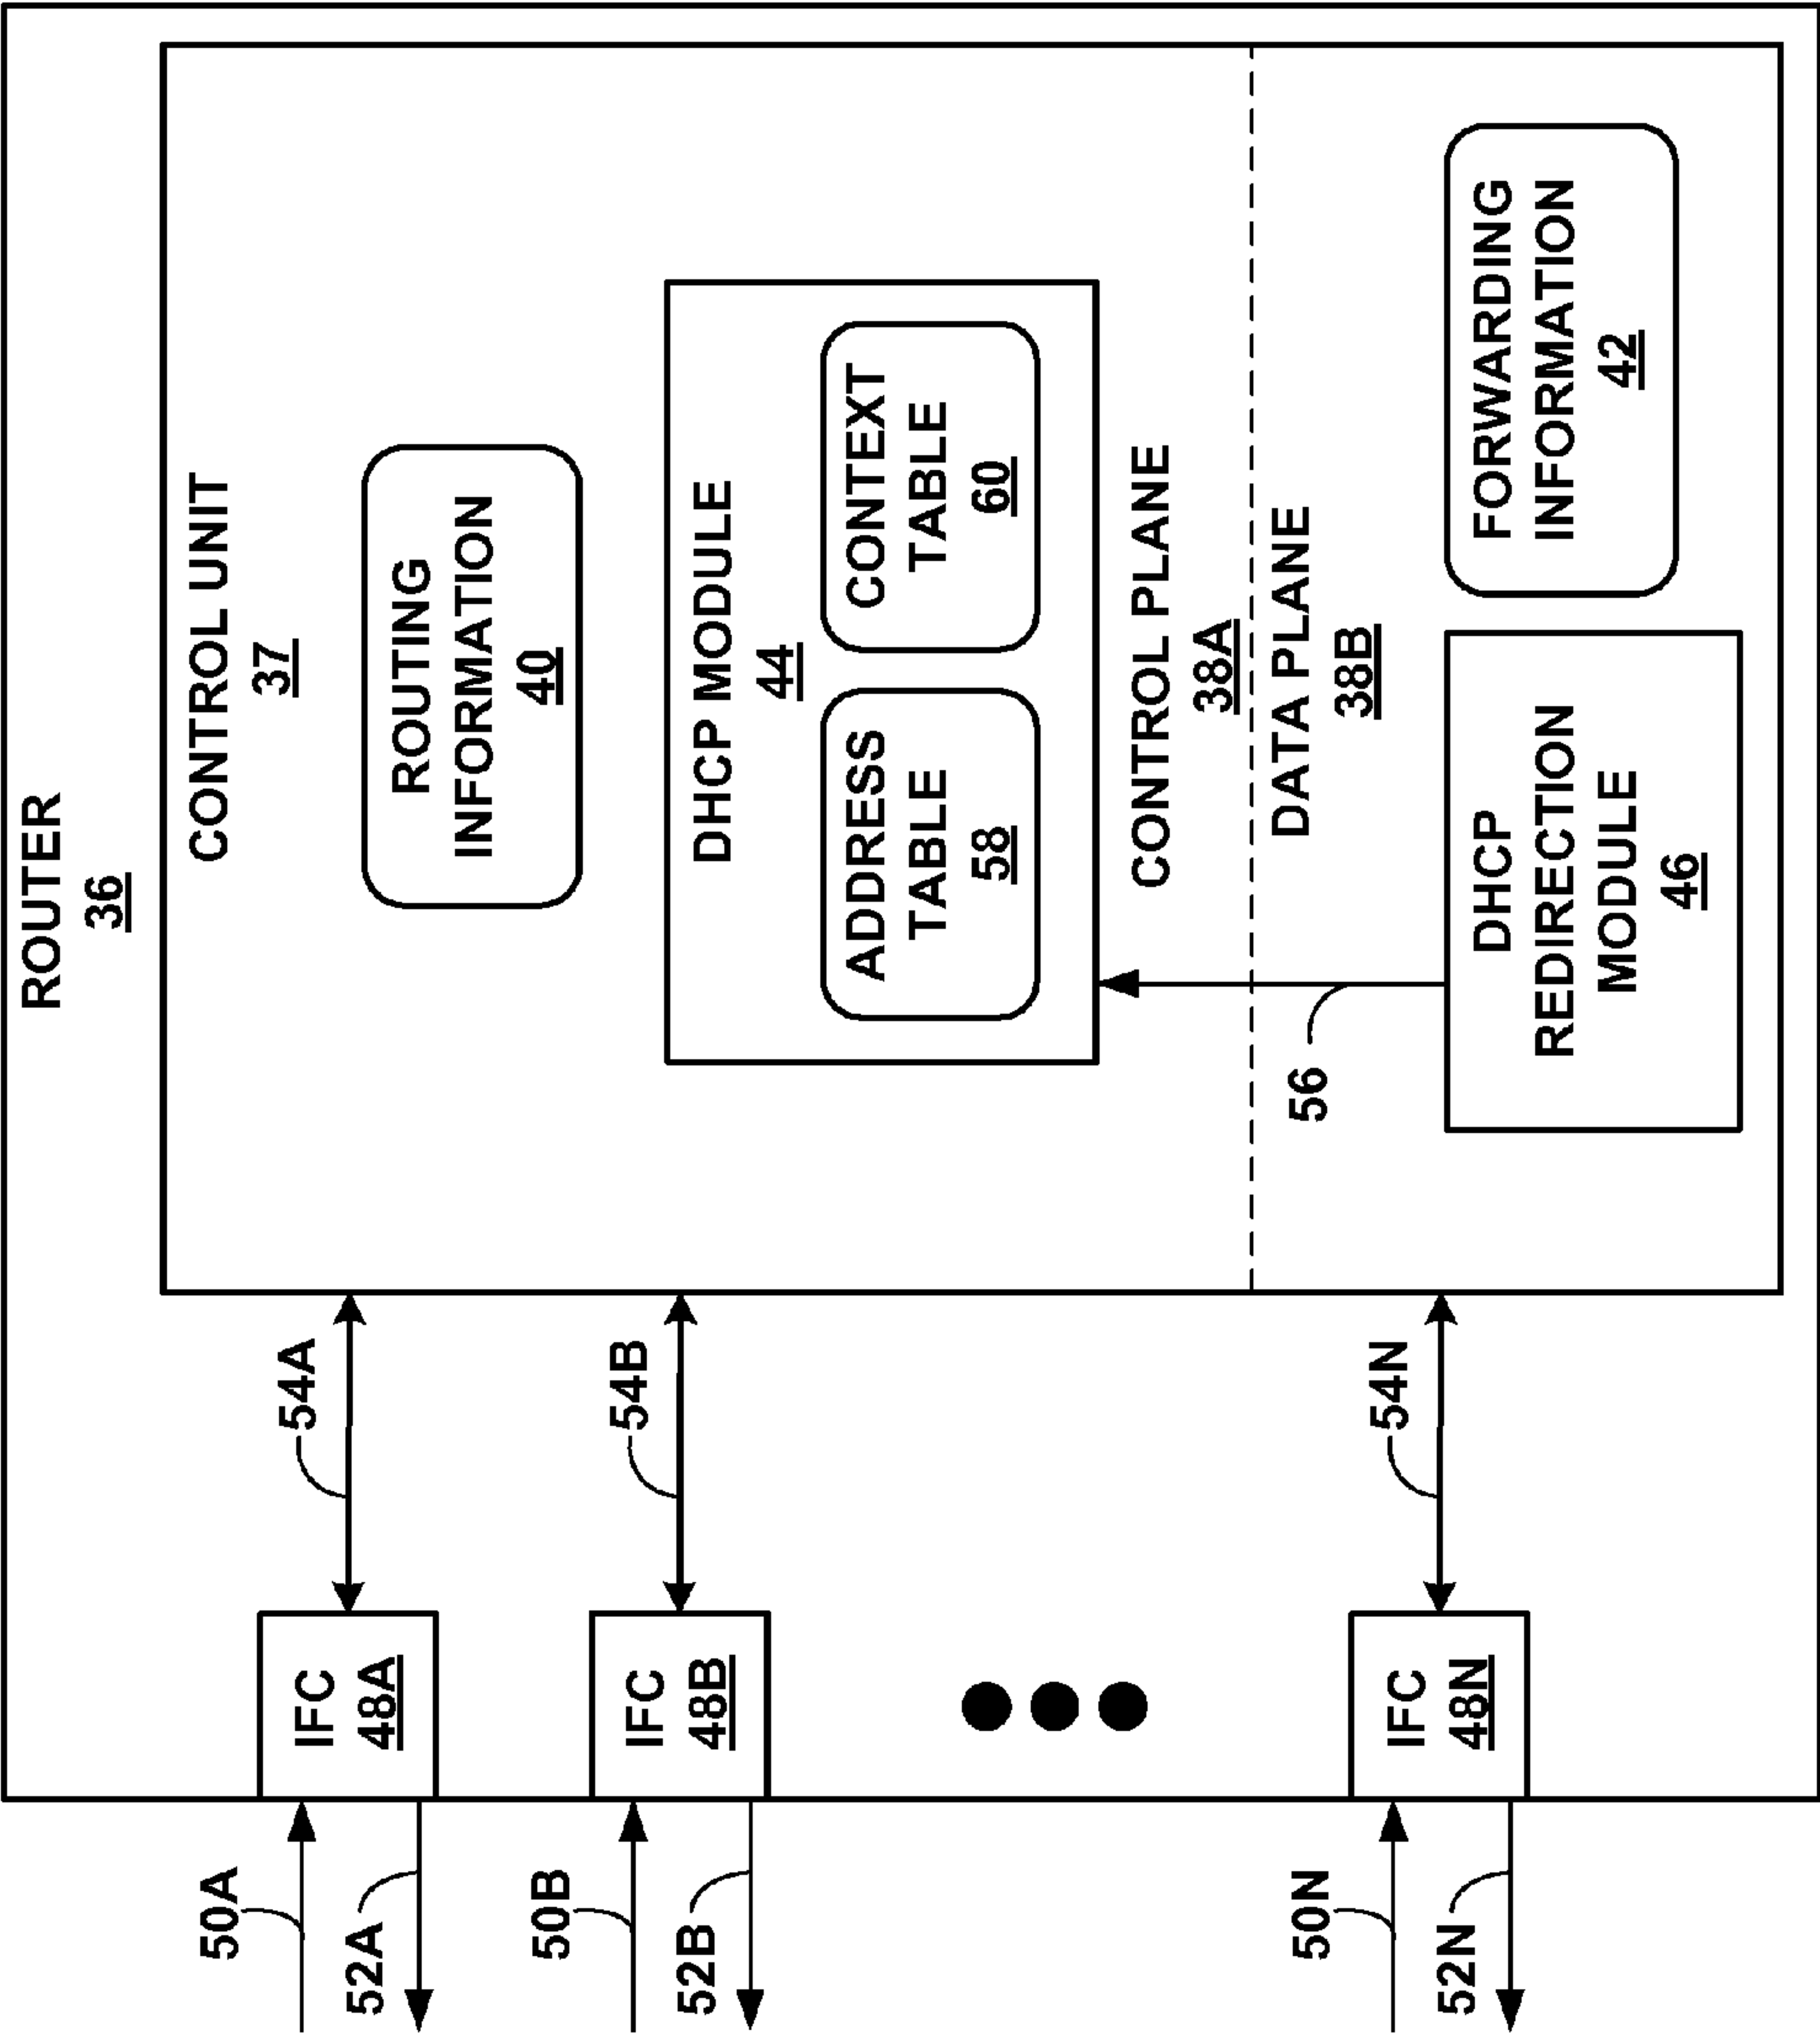 ROUTER
36
CONTROL UNIT
37
ROUTING
INFORMATION
40
DHCP MODULE
44
ADDRESS
TABLE
58
CONTEXT
TABLE
60
CONTROL PLANE
38A
DATA PLANE
38B
56
DHCP
REDIRECTION
MODULE
46
FORWARDING
INFORMATION
42
54A
54B
54N
IFC
48A
IFC
48B
IFC
48N
50A
52A
50B
52B
50N
52N